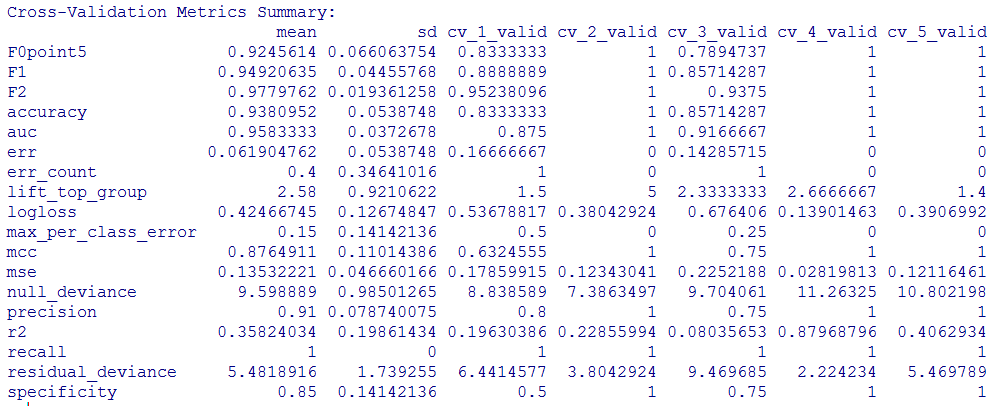 Cross-Validation Metrics Summary:
mean sd cv_1_valid cv_2_valid cv_3_valid cv_4_valid cv_5_valid
F0point5 0.9245614 0.066063754 0.8333333 1 0.7894737 1 1
F1 0.94920635 0.04455768 0.8888889 1 0.85714287 1 1
F2 0.9779762 0.019361258 0.95238096 1 0.9375 1 1
accuracy 0.9380952 0.0538748 0.8333333 1 0.85714287 1 1
auc 0.9583333 0.0372678 0.875 1 0.9166667 1 1
err 0.061904762 0.0538748 0.16666667 0 0.14285715 0 0
err_count 0.4 0.34641016 1 0 1 0 0
lift_top_group 2.58 0.9210622 1.5 5 2.3333333 2.6666667 1.4
logloss 0.42466745 0.12674847 0.53678817 0.38042924 0.676406 0.13901463 0.3906992
max_per_class_error 0.15 0.14142136 0.5 0 0.25 0 0
mcc 0.8764911 0.11014386 0.6324555 1 0.75 1 1
mse 0.13532221 0.046660166 0.17859915 0.12343041 0.2252188 0.02819813 0.12116461
null_deviance 9.598889 0.98501265 8.838589 7.3863497 9.704061 11.26325 10.802198
precision 0.91 0.078740075 0.8 1 0.75 1 1
r2 0.35824034 0.19861434 0.19630386 0.22855994 0.08035653 0.87968796 0.4062934
recall 1 0 1 1 1 1 1
residual_deviance 5.4818916 1.739255 6.4414577 3.8042924 9.469685 2.224234 5.469789
specificity 0.85 0.14142136 0.5 1 0.75 1 1